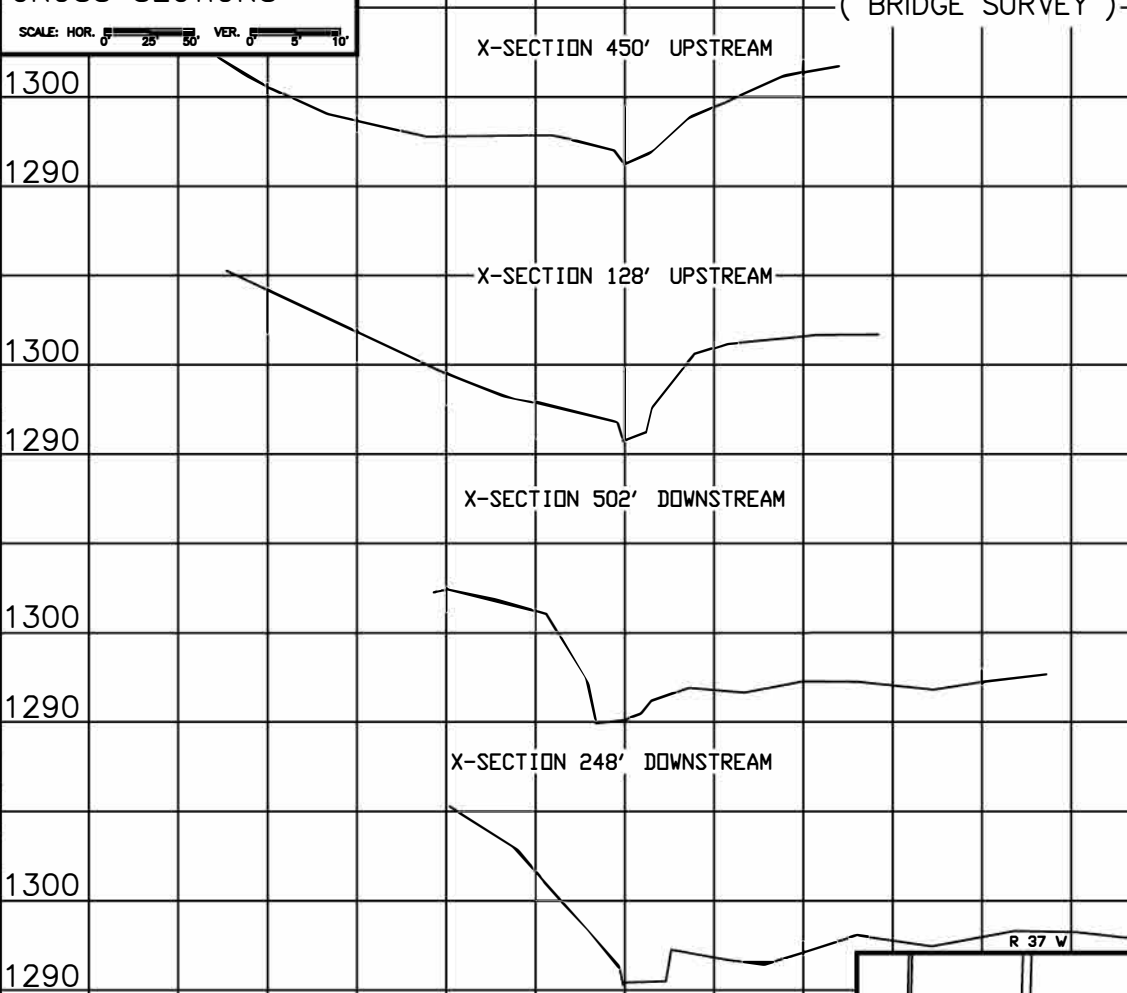 ( BRIDGE SURVEY )
SCALE: HOR. 0' 25' 50' VER. 0' 5' 10'
X-SECTION 450' UPSTREAM
1300
1290
X-SECTION 128' UPSTREAM
1300
1290
X-SECTION 502' DOWNSTREAM
1300
1290
X-SECTION 248' DOWNSTREAM
1300
R 37 W
1290